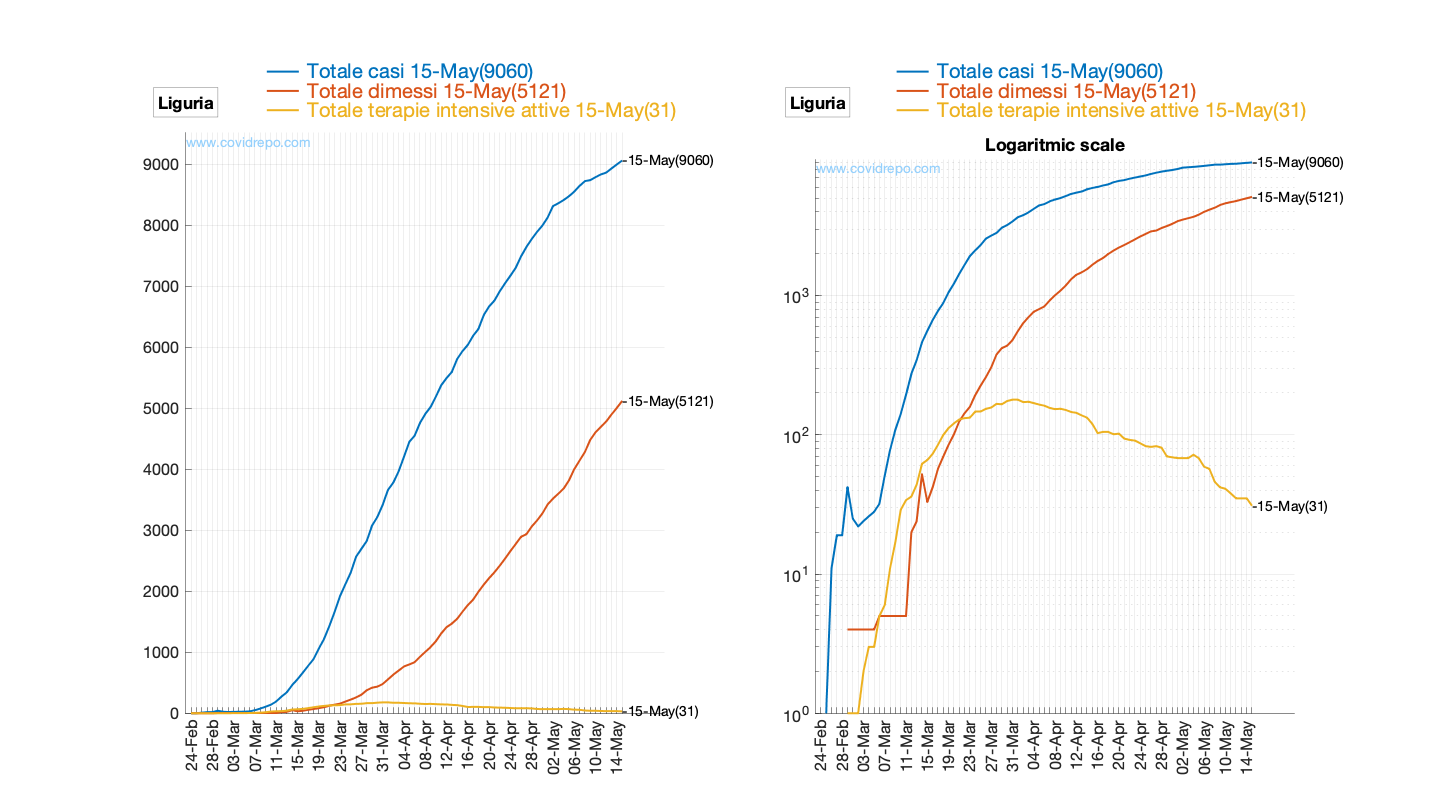 Totale casi 15-May(9060)
Totale dimessi 15-May(5121)
Totale terapie intensive attive 15-May(31)
Liguria
www.covidrepo.com
9000
8000
7000
6000
5000
4000
3000
2000
1000
0
15-May(9060)
15-May(5121)
15-May(31)
24-Feb
28-Feb
03-Mar
07-Mar
11-Mar
15-Mar
19-Mar
23-Mar
27-Mar
31-Mar
04-Apr
08-Apr
12-Apr
16-Apr
20-Apr
24-Apr
28-Apr
02-May
06-May
10-May
14-May
Totale casi 15-May(9060)
Totale dimessi 15-May(5121)
Totale terapie intensive attive 15-May(31)
Liguria
Logaritmic scale
www.covidrepo.com
10³
10²
10¹
10⁰
15-May(9060)
15-May(5121)
15-May(31)
24-Feb
28-Feb
03-Mar
07-Mar
11-Mar
15-Mar
19-Mar
23-Mar
27-Mar
31-Mar
04-Apr
08-Apr
12-Apr
16-Apr
20-Apr
24-Apr
28-Apr
02-May
06-May
10-May
14-May